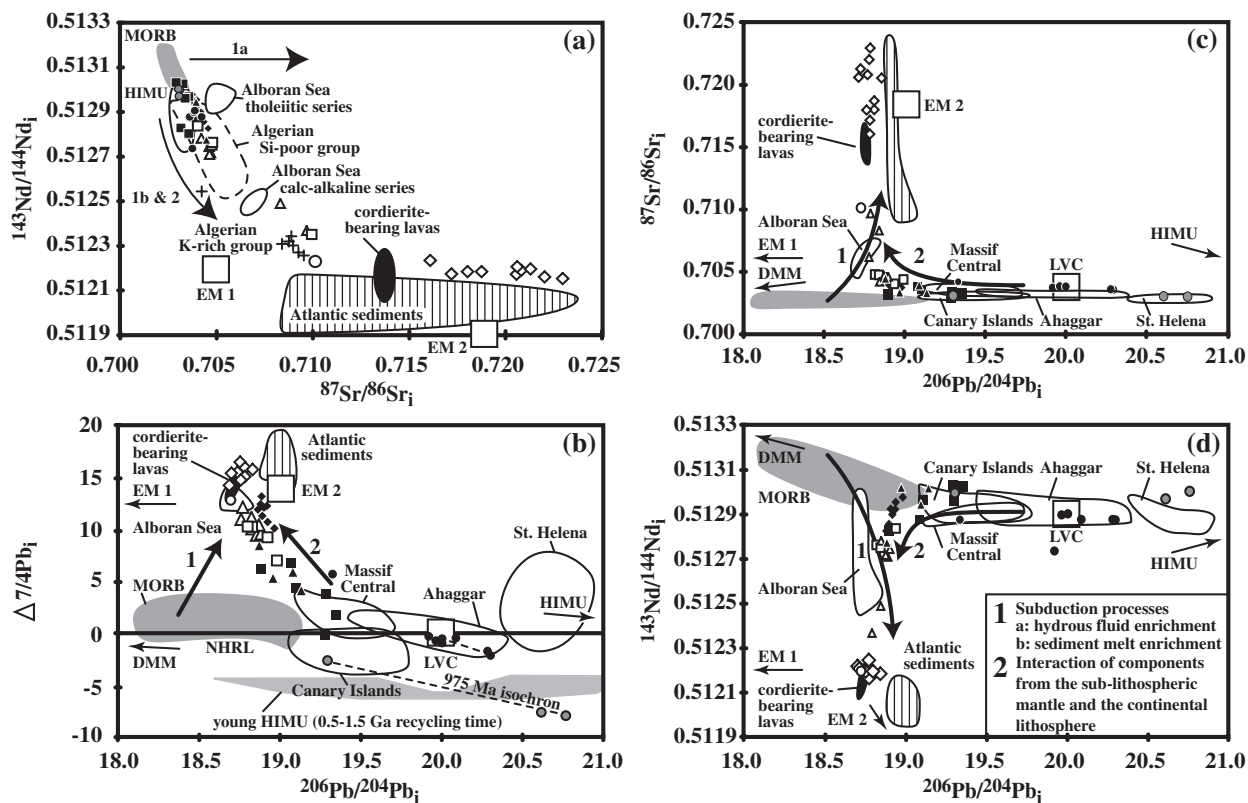 (a)
0.5133
0.5131
0.5129
0.5127
0.5125
0.5123
0.5121
0.5119
143Nd/144Ndi
MORB
1a
HIMU
Alboran Sea
tholeiitic series
Algerian
Si-poor group
Alboran Sea
calc-alkaline series
1b & 2
Algerian
K-rich group
cordierite-
bearing lavas
EM 1
Atlantic sediments
EM 2
0.700
0.705
0.710
0.715
0.720
0.725
87Sr/86Sri
(c)
0.725
0.720
0.715
0.710
0.705
0.700
87Sr/86Sri
EM 2
cordierite-
bearing
lavas
Alboran Sea
HIMU
EM 1
1
2
Massif
Central
LVC
DMM
Canary Islands
Ahaggar
St. Helena
18.0
18.5
19.0
19.5
20.0
20.5
21.0
206Pb/204Pbi
(b)
20
15
10
5
0
-5
-10
△7/4Pbi
cordierite-
bearing
lavas
Atlantic
sediments
EM 1
EM 2
Alboran Sea
1
2
St. Helena
MORB
Massif
Central
Ahaggar
HIMU
NHRL
DMM
LVC
Canary Islands
975 Ma isochron
young HIMU (0.5-1.5 Ga recycling time)
18.0
18.5
19.0
19.5
20.0
20.5
21.0
206Pb/204Pbi
(d)
0.5133
0.5131
0.5129
0.5127
0.5125
0.5123
0.5121
0.5119
143Nd/144Ndi
DMM
Canary Islands
Ahaggar
St. Helena
MORB
1
2
Massif
Central
LVC
HIMU
Alboran Sea
EM 1
Atlantic
sediments
cordierite-
bearing
lavas
EM 2
1 Subduction processes
a: hydrous fluid enrichment
b: sediment melt enrichment
2 Interaction of components
from the sub-lithospheric
mantle and the continental
lithosphere
18.0
18.5
19.0
19.5
20.0
20.5
21.0
206Pb/204Pbi